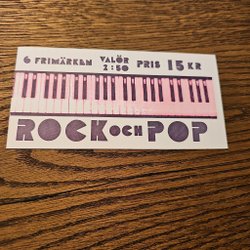 6 FRIMÄRKEN VALÖR 2:50 PRIS 15 KR
ROCK OCH POP